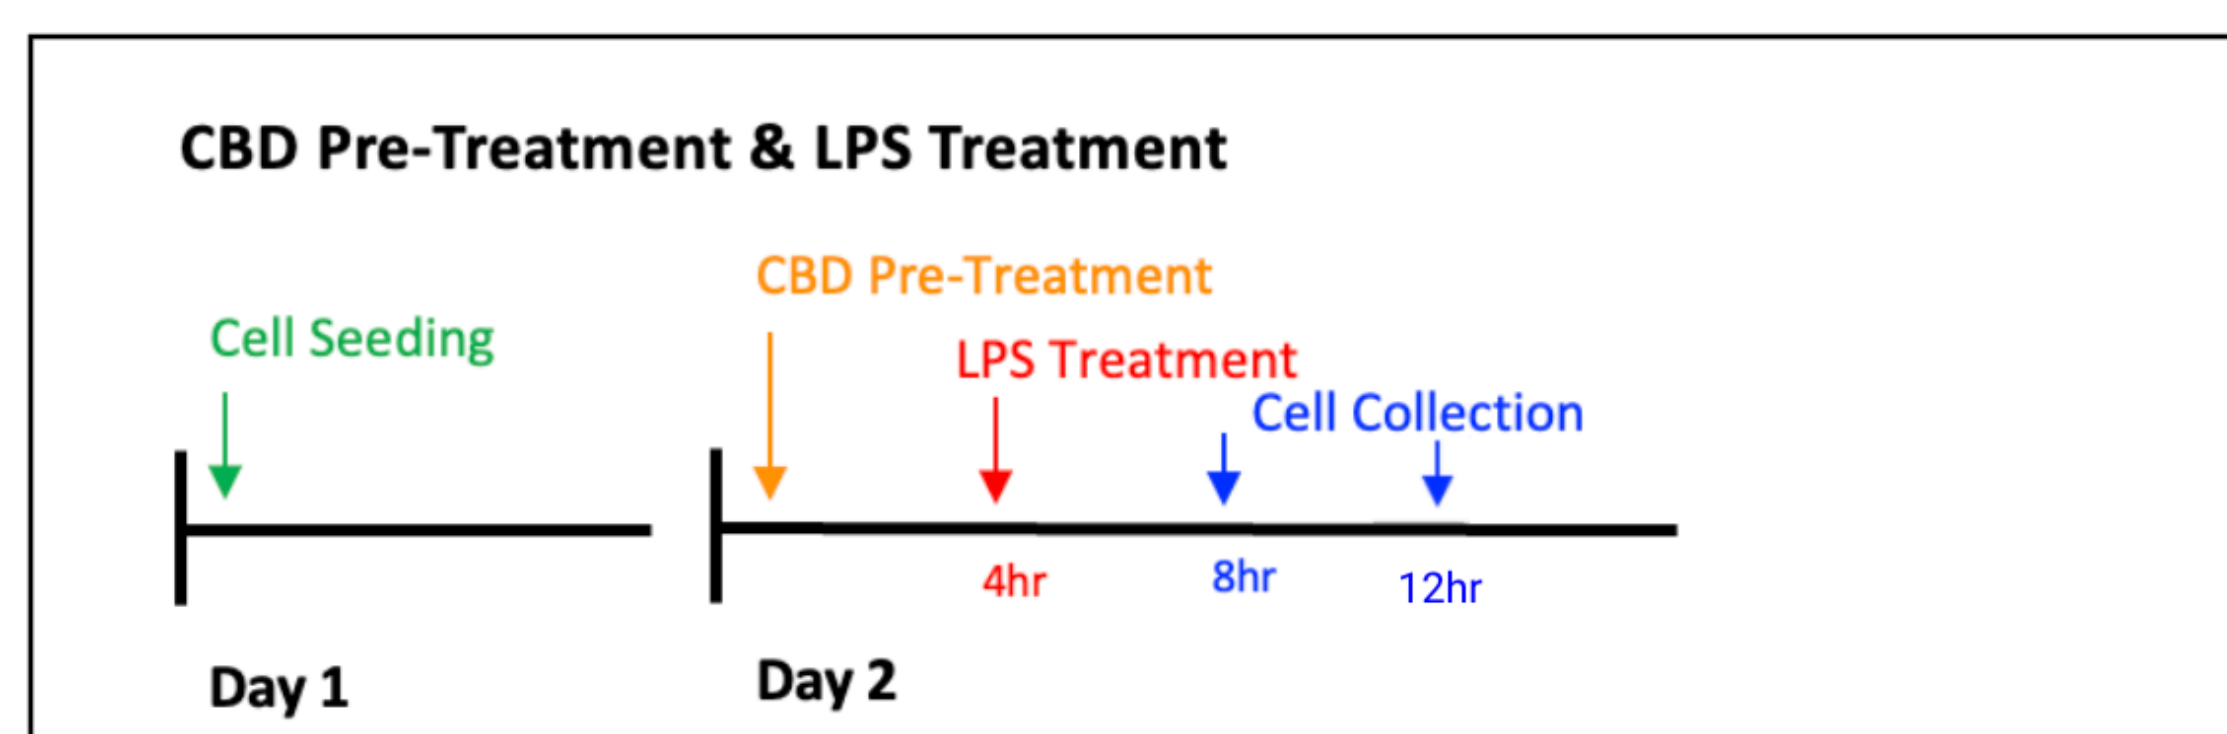 CBD Pre-Treatment & LPS Treatment
CBD Pre-Treatment
Cell Seeding
LPS Treatment
Cell Collection
4hr
8hr
12hr
Day 1
Day 2